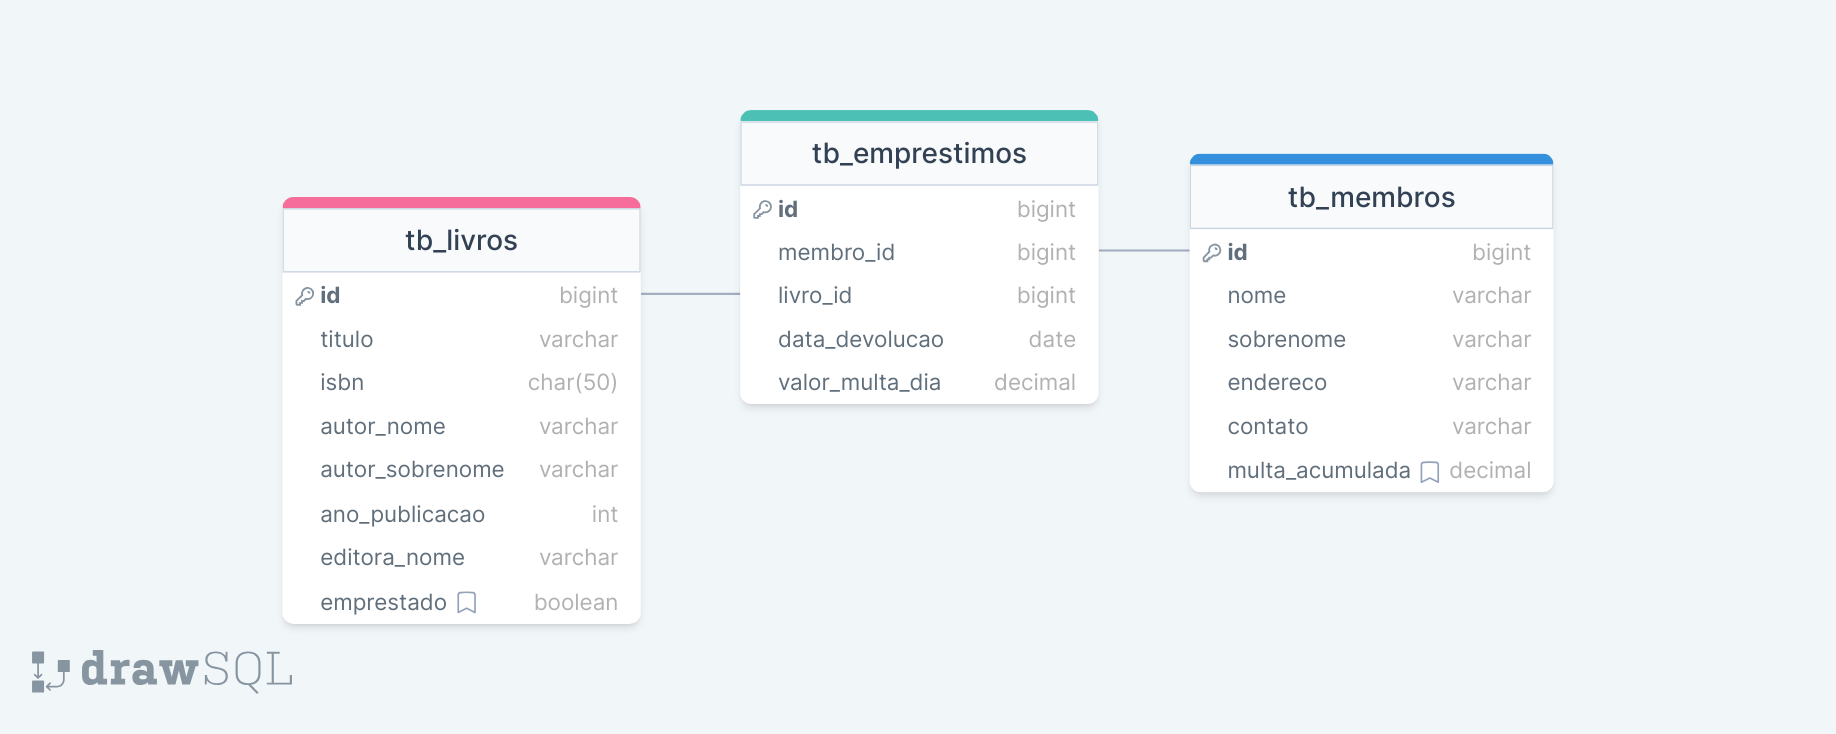 tb_livros
id bigint
titulo varchar
isbn char(50)
autor_nome varchar
autor_sobrenome varchar
ano_publicacao int
editora_nome varchar
emprestado boolean
tb_emprestimos
id bigint
membro_id bigint
livro_id bigint
data_devolucao date
valor_multa_dia decimal
tb_membros
id bigint
nome varchar
sobrenome varchar
endereco varchar
contato varchar
multa_acumulada decimal
drawSQL